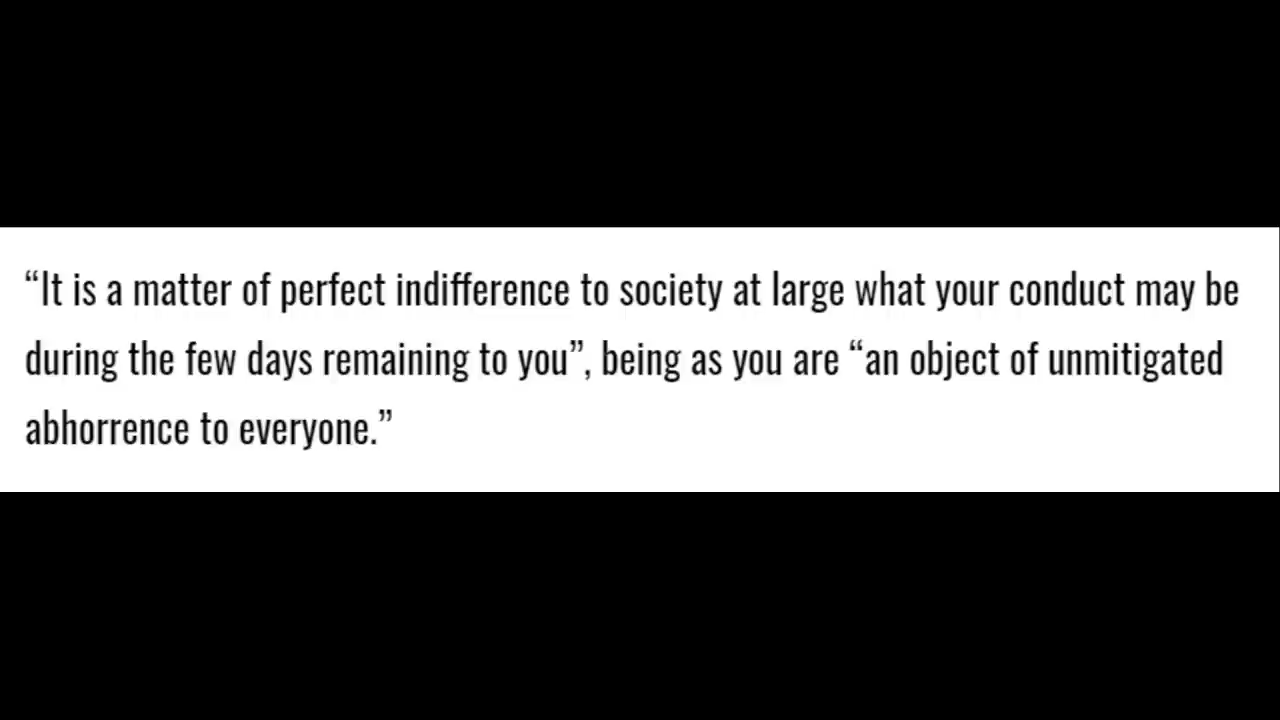 “It is a matter of perfect indifference to society at large what your conduct may be
during the few days remaining to you”, being as you are “an object of unmitigated
abhorrence to everyone.”